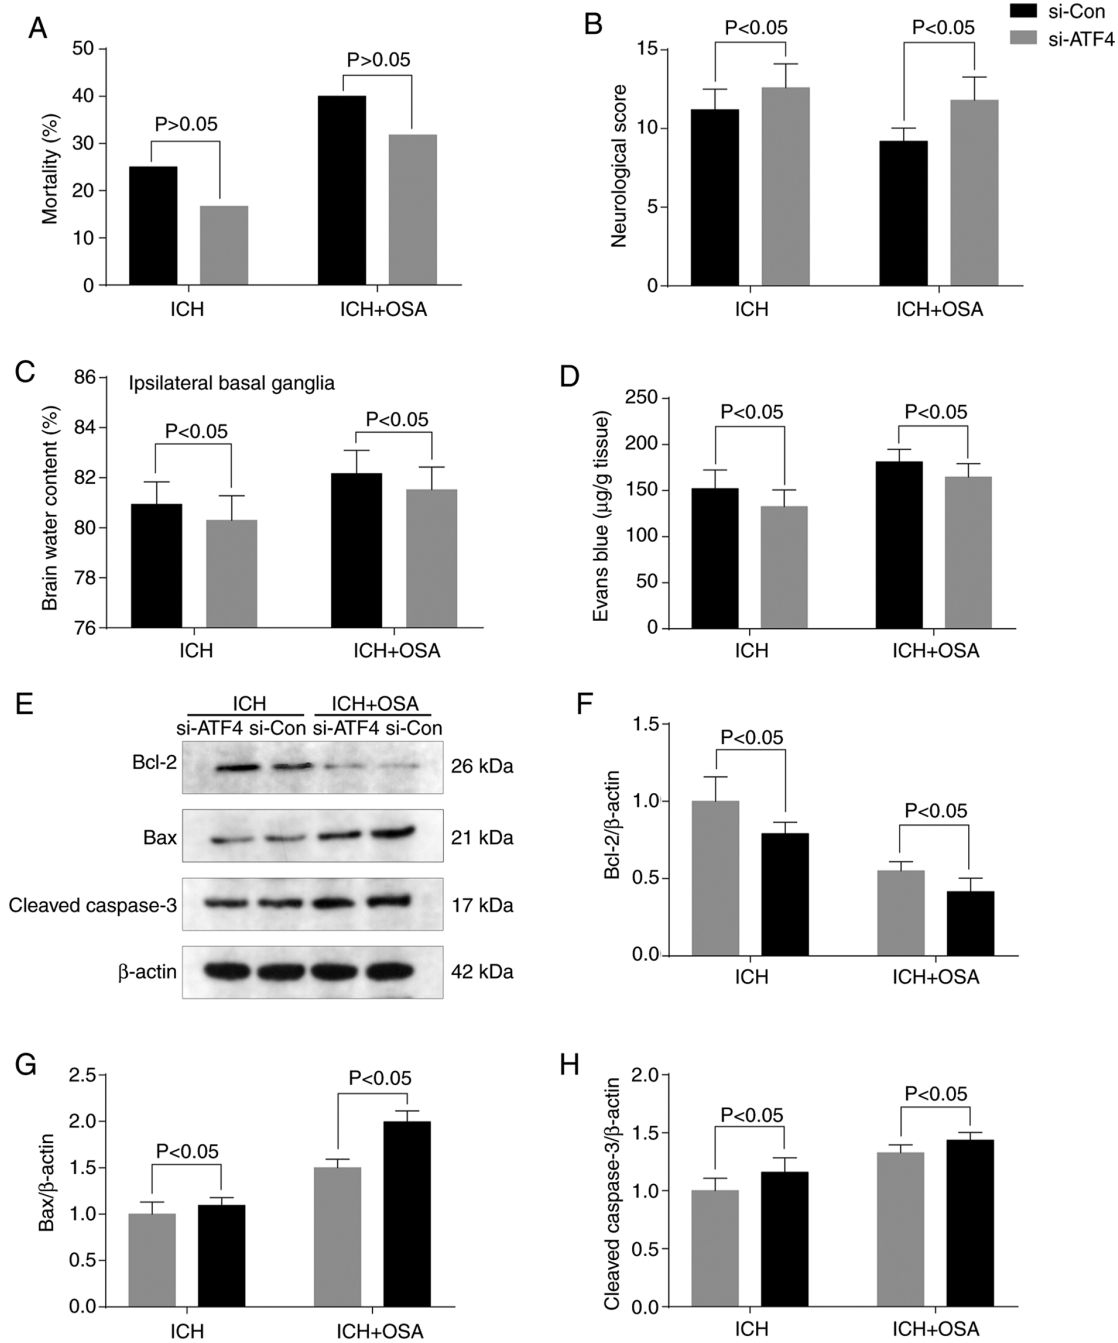 A
50
40
30
20
10
0
Mortality (%)
P>0.05
P>0.05
ICH
ICH+OSA
B
si-Con
si-ATF4
15
10
5
0
Neurological score
P<0.05
P<0.05
ICH
ICH+OSA
C
86
84
82
80
78
76
Brain water content (%)
Ipsilateral basal ganglia
P<0.05
P<0.05
ICH
ICH+OSA
D
250
200
150
100
50
0
Evans blue (μg/g tissue)
P<0.05
P<0.05
ICH
ICH+OSA
E
ICH ICH+OSA
si-ATF4 si-Con si-ATF4 si-Con
Bcl-2 26 kDa
Bax 21 kDa
Cleaved caspase-3 17 kDa
β-actin 42 kDa
F
1.5
1.0
0.5
0.0
Bcl-2/β-actin
P<0.05
P<0.05
ICH
ICH+OSA
G
2.5
2.0
1.5
1.0
0.5
0.0
Bax/β-actin
P<0.05
P<0.05
ICH
ICH+OSA
H
2.0
1.5
1.0
0.5
0.0
Cleaved caspase-3/β-actin
P<0.05
P<0.05
ICH
ICH+OSA